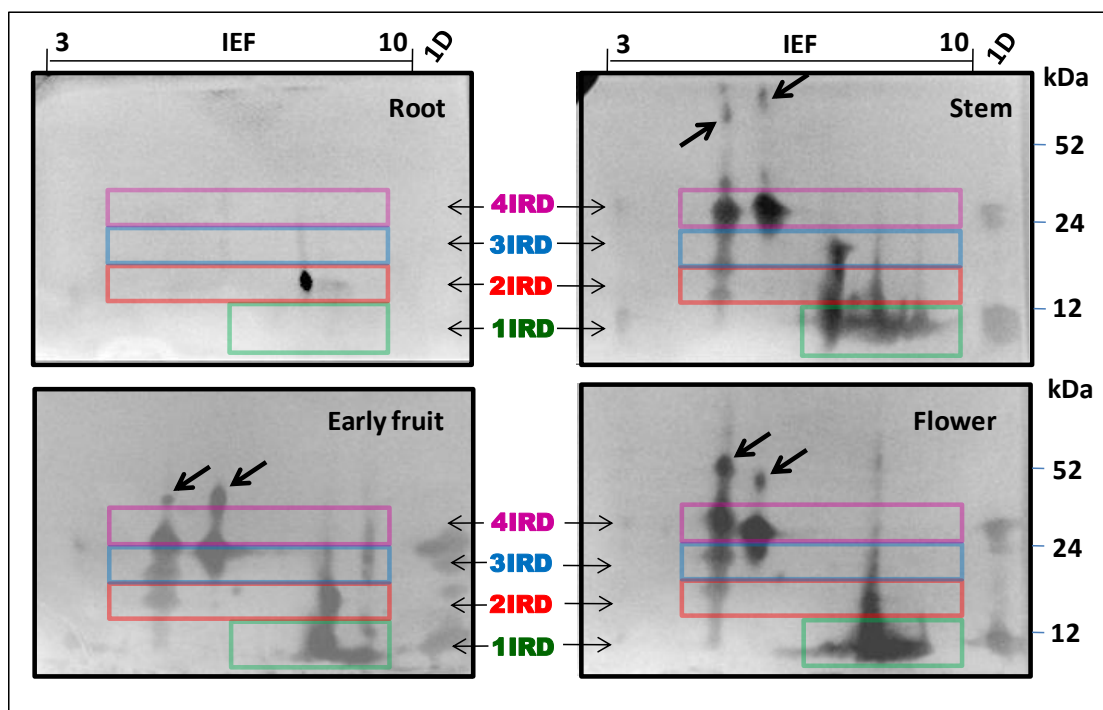 3 IEF 10 1D
3 IEF 10 1D
kDa
Root
Stem
52
4IRD
24
3IRD
2IRD
12
1IRD
kDa
Early fruit
Flower
52
4IRD
24
3IRD
2IRD
12
1IRD